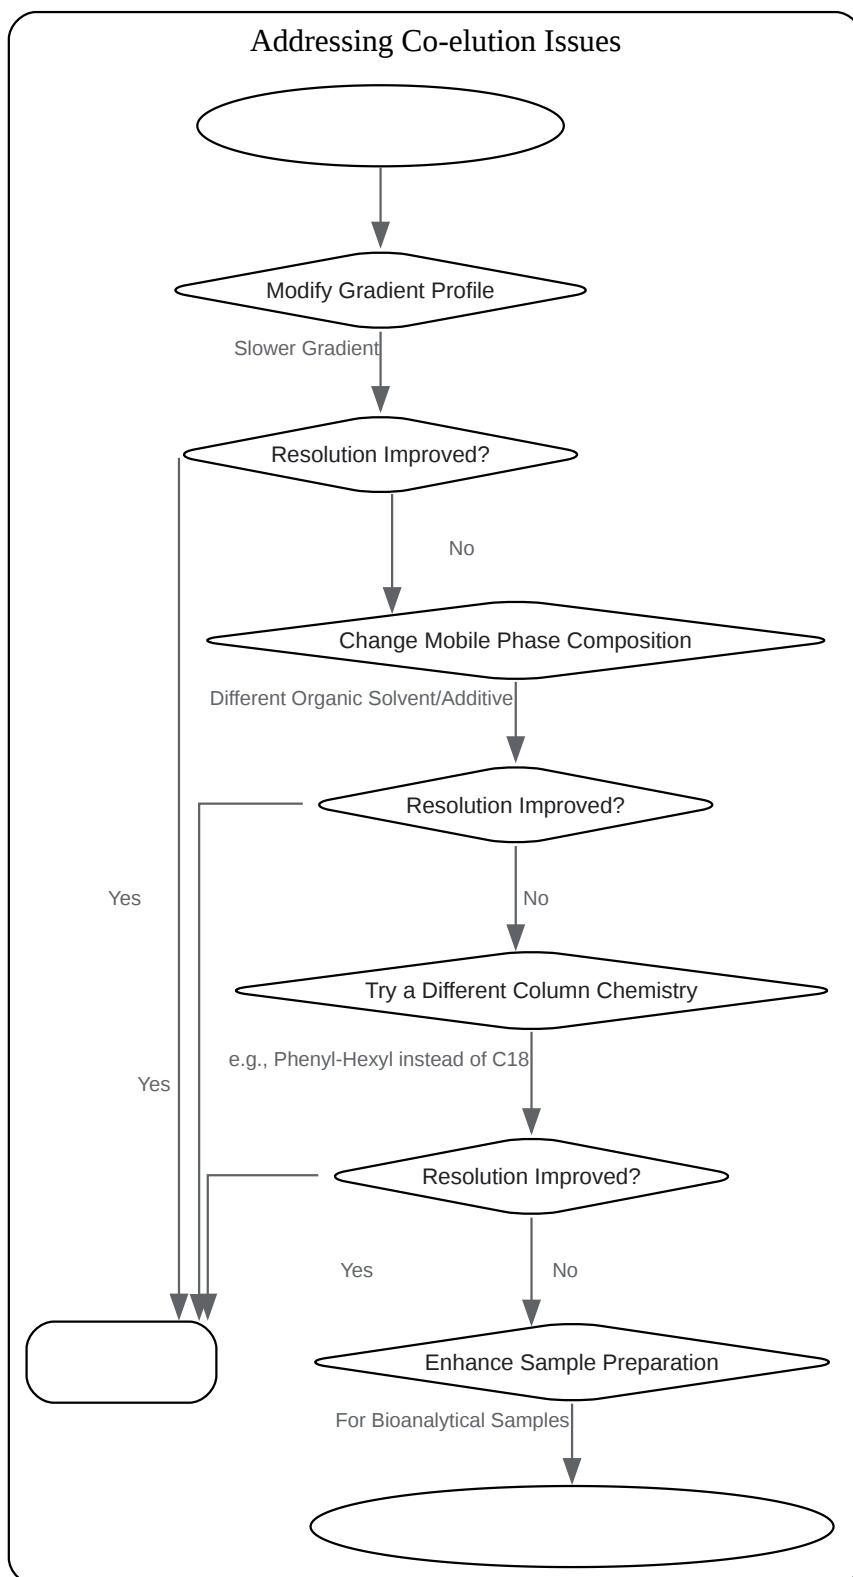 Addressing Co-elution Issues
Modify Gradient Profile
Slower Gradient
Resolution Improved?
No
Change Mobile Phase Composition
Different Organic Solvent/Additive
Resolution Improved?
Yes
No
Try a Different Column Chemistry
e.g., Phenyl-Hexyl instead of C18
Yes
Resolution Improved?
Yes
No
Enhance Sample Preparation
For Bioanalytical Samples